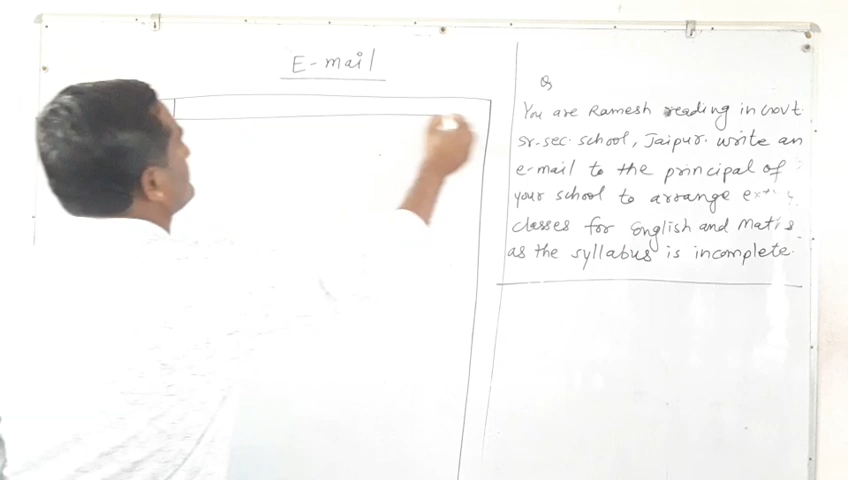 E-mail
Q
You are Ramesh reading in Govt.
Sr. sec. school, Jaipur. write an
e-mail to the principal of
your school to arrange
classes for English and
as the syllabus is incomplete.